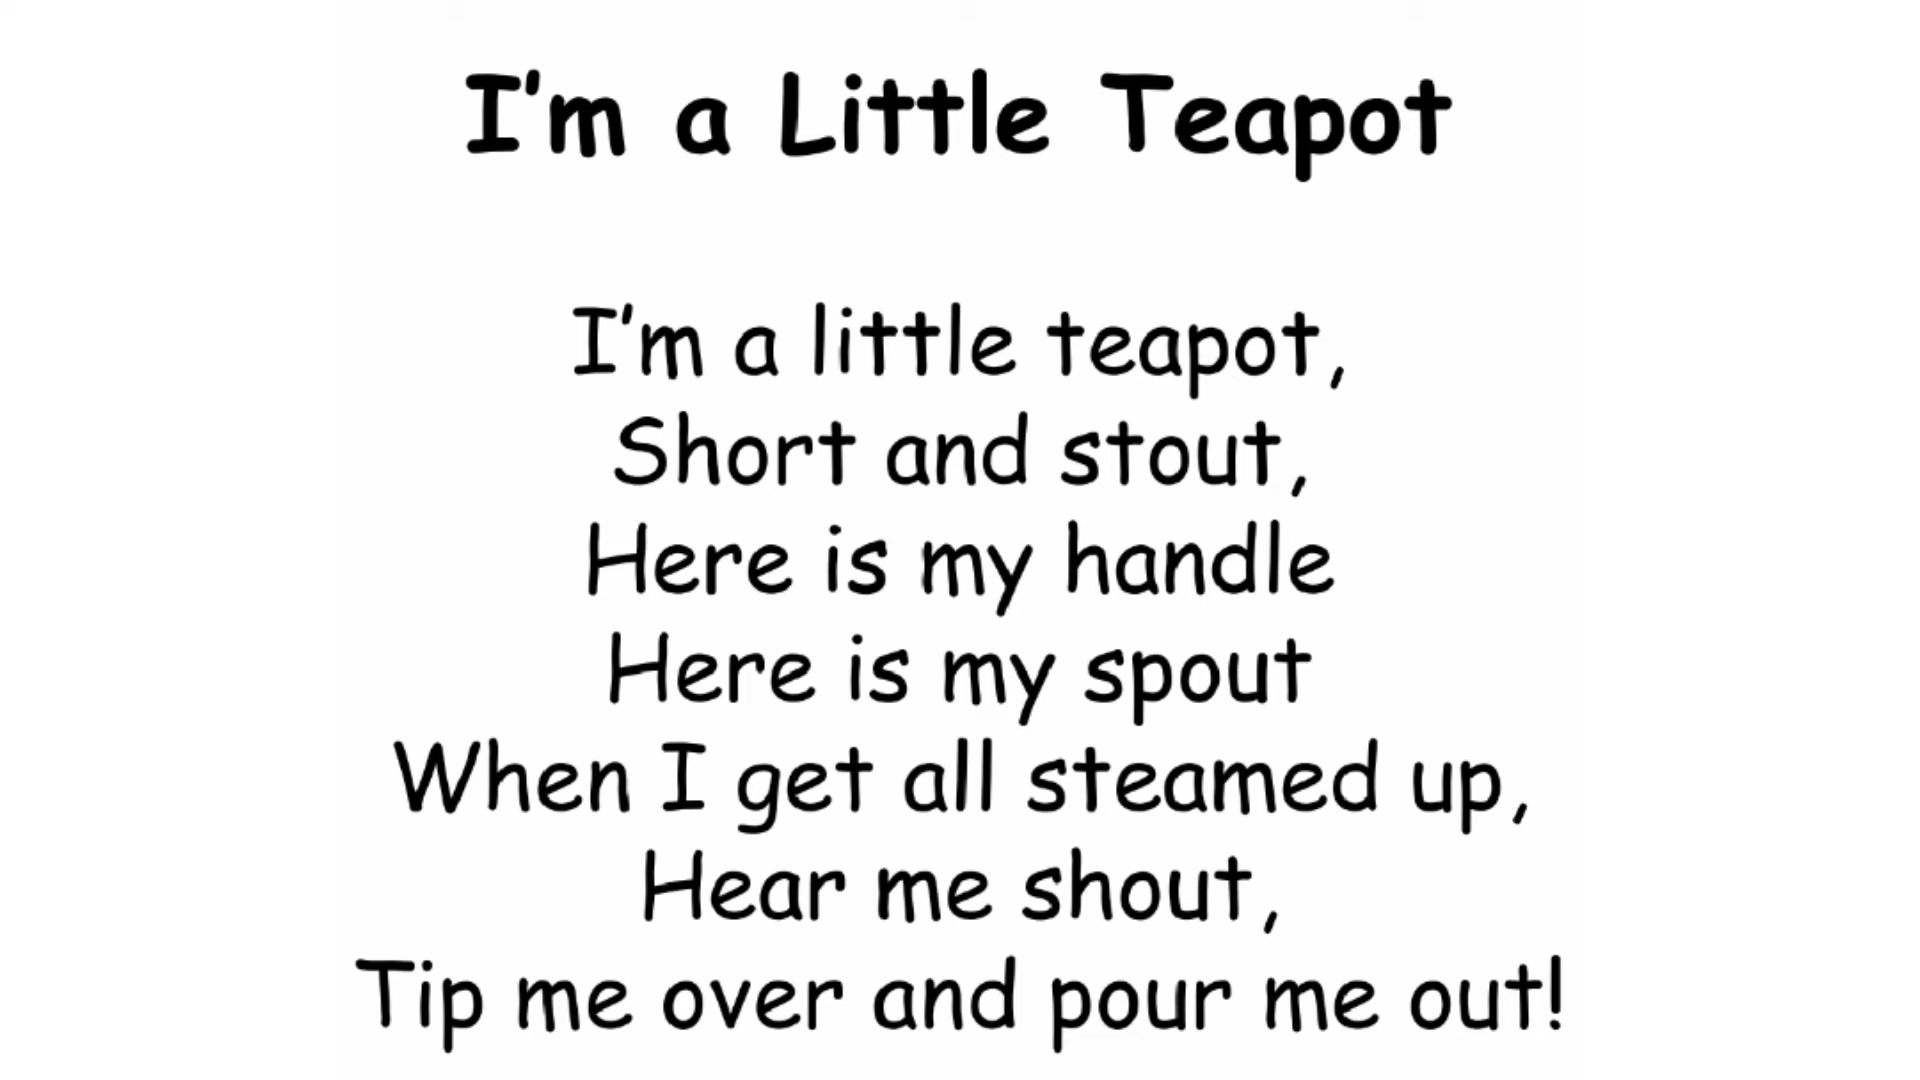 I’m a Little Teapot
I’m a little teapot,
Short and stout,
Here is my handle
Here is my spout
When I get all steamed up,
Hear me shout,
Tip me over and pour me out!